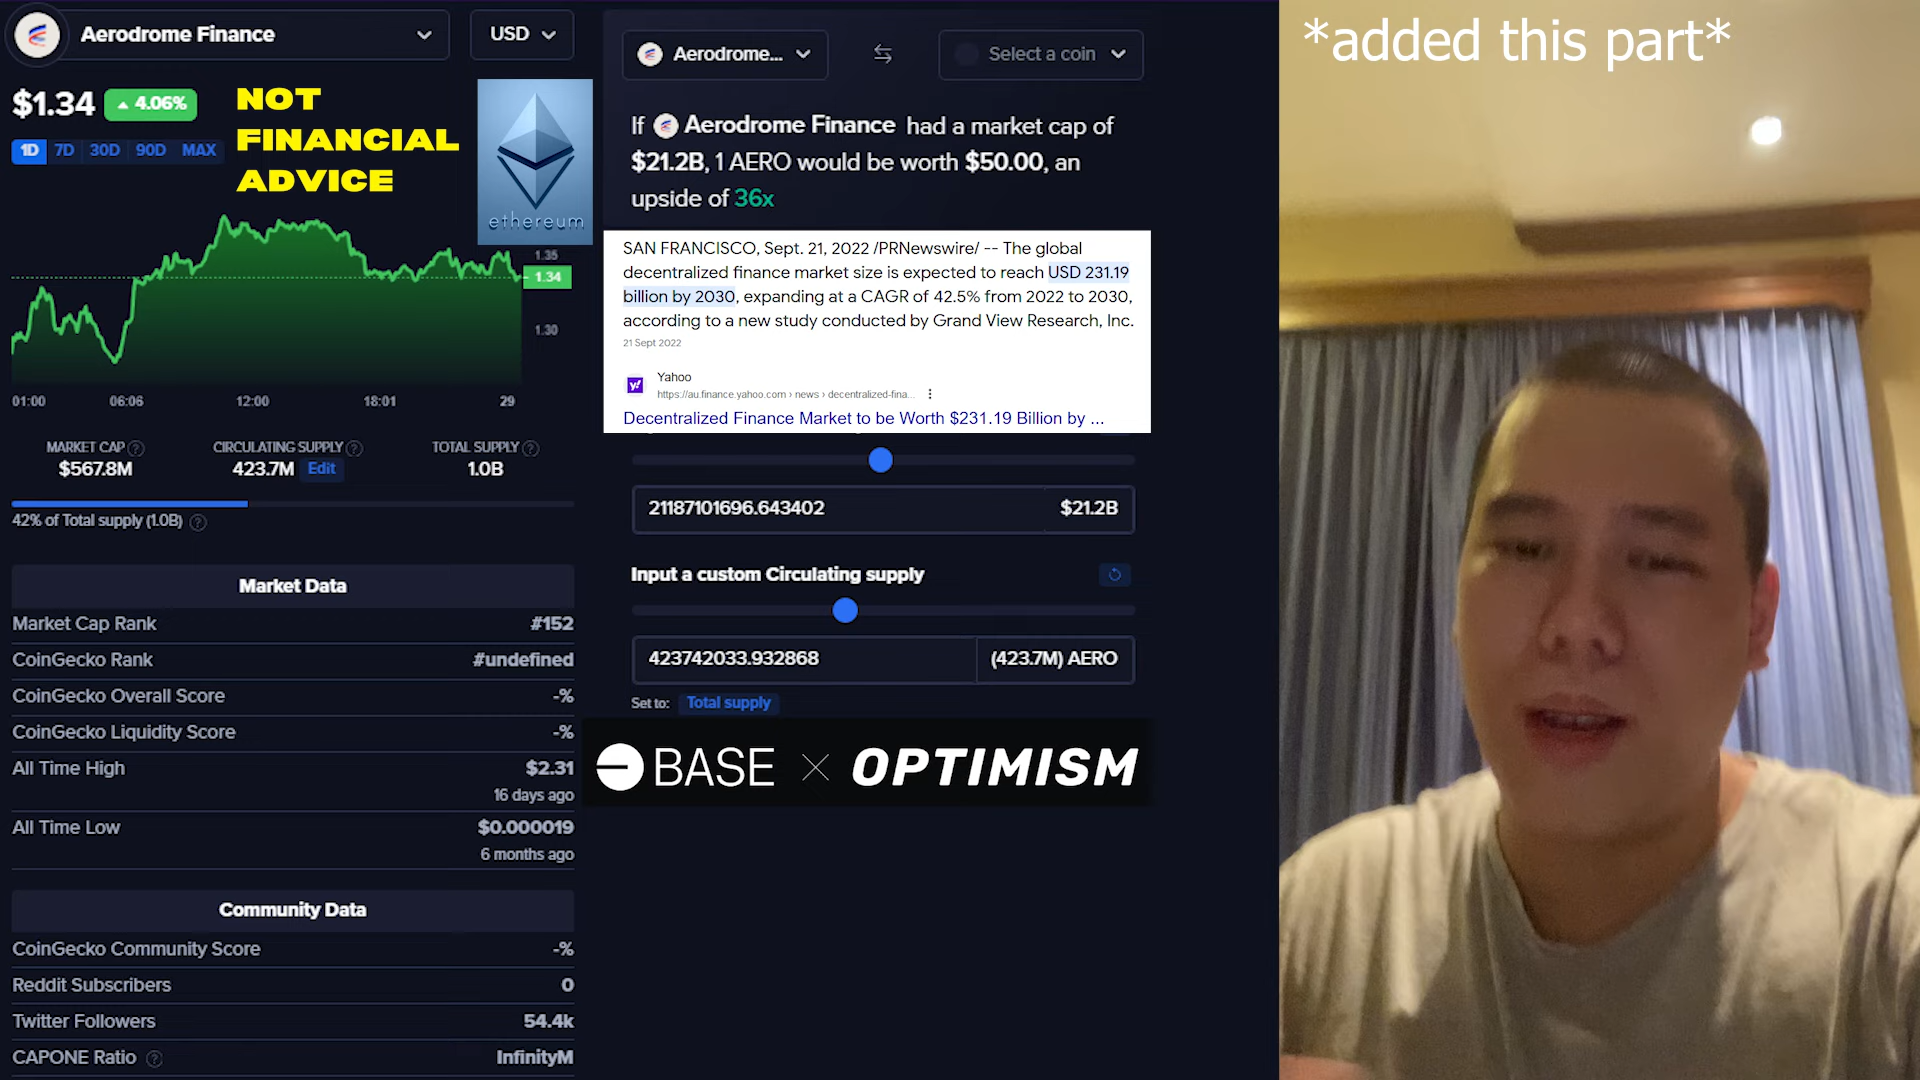 Aerodrome Finance
USD
$1.34
4.06%
1D 7D 30D 90D MAX
NOT
FINANCIAL
ADVICE
ethereum
1.35
1.34
1.30
01:00 06:06 12:00 18:01 29
MARKET CAP ? CIRCULATING SUPPLY ? TOTAL SUPPLY ?
$567.8M 423.7M Edit 1.0B
42% of Total supply (1.0B) ?
Market Data
Market Cap Rank #152
CoinGecko Rank #undefined
CoinGecko Overall Score -%
CoinGecko Liquidity Score -%
All Time High $2.31
16 days ago
All Time Low $0.000019
6 months ago
Community Data
CoinGecko Community Score -%
Reddit Subscribers 0
Twitter Followers 54.4k
CAPONE Ratio ? InfinityM
Aerodrome... Select a coin
If Aerodrome Finance had a market cap of
$21.2B, 1 AERO would be worth $50.00, an
upside of 36x
SAN FRANCISCO, Sept. 21, 2022 /PRNewswire/ -- The global
decentralized finance market size is expected to reach USD 231.19
billion by 2030, expanding at a CAGR of 42.5% from 2022 to 2030,
according to a new study conducted by Grand View Research, Inc.
21 Sept 2022
y!
Yahoo
https://au.finance.yahoo.com › news › decentralized-fina...
Decentralized Finance Market to be Worth $231.19 Billion by ...
21187101696.643402 $21.2B
Input a custom Circulating supply
423742033.932868 (423.7M) AERO
Set to: Total supply
BASE × OPTIMISM
*added this part*